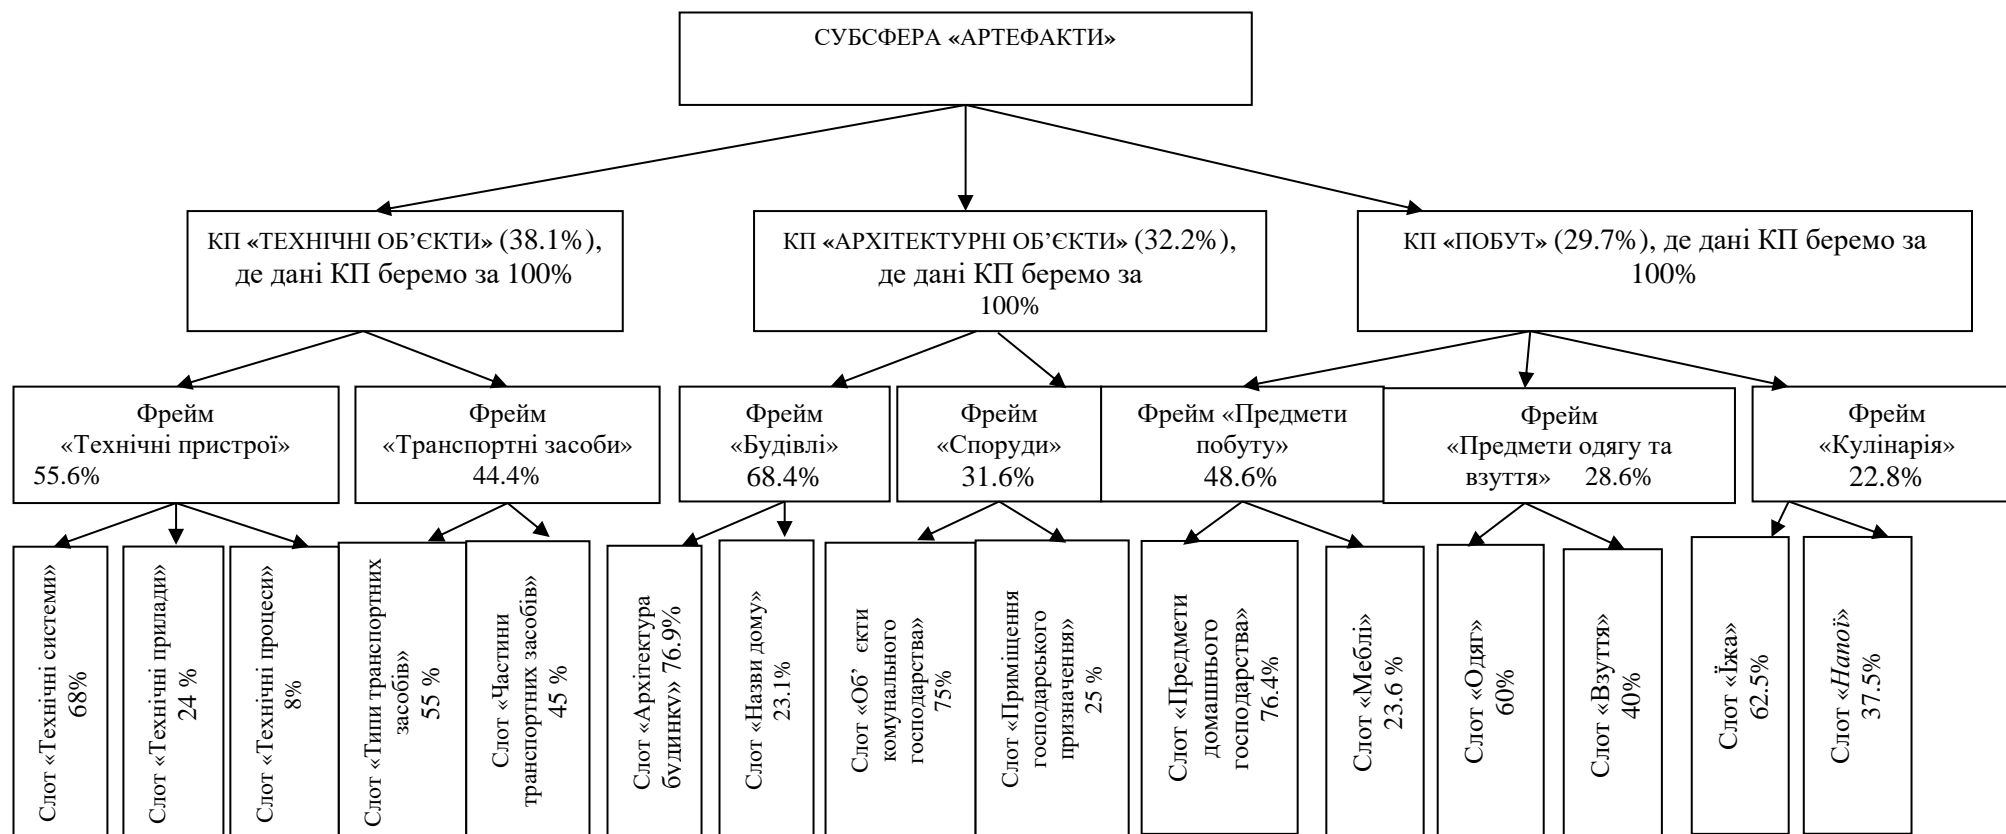 СУБСФЕРА «АРТЕФАКТИ»
КП «ТЕХНІЧНІ ОБ’ЄКТИ» (38.1%),
де дані КП беремо за 100%
КП «АРХІТЕКТУРНІ ОБ’ЄКТИ» (32.2%),
де дані КП беремо за
100%
КП «ПОБУТ» (29.7%), де дані КП беремо за
100%
Фрейм
«Технічні пристрої»
55.6%
Фрейм
«Транспортні засоби»
44.4%
Фрейм
«Будівлі»
68.4%
Фрейм
«Споруди»
31.6%
Фрейм «Предмети
побуту»
48.6%
Фрейм
«Предмети одягу та
взуття» 28.6%
Фрейм
«Кулінарія»
22.8%
Слот «Технічні системи»
68%
Слот «Технічні прилади»
24 %
Слот «Технічні процеси»
8%
Слот «Типи транспортних
засобів»
55 %
Слот «Частини
транспортних засобів»
45 %
Слот «Архітектура
будинку» 76.9%
Слот «Назви дому»
23.1%
Слот «Об’ єкти
комунального
господарства»
75%
Слот «Приміщення
господарського
призначення»
25 %
Слот «Предмети
домашнього
господарства»
76.4%
Слот «Меблі»
23.6 %
Слот «Одяг»
60%
Слот «Взуття»
40%
Слот «Їжа»
62.5%
Слот «Напої»
37.5%